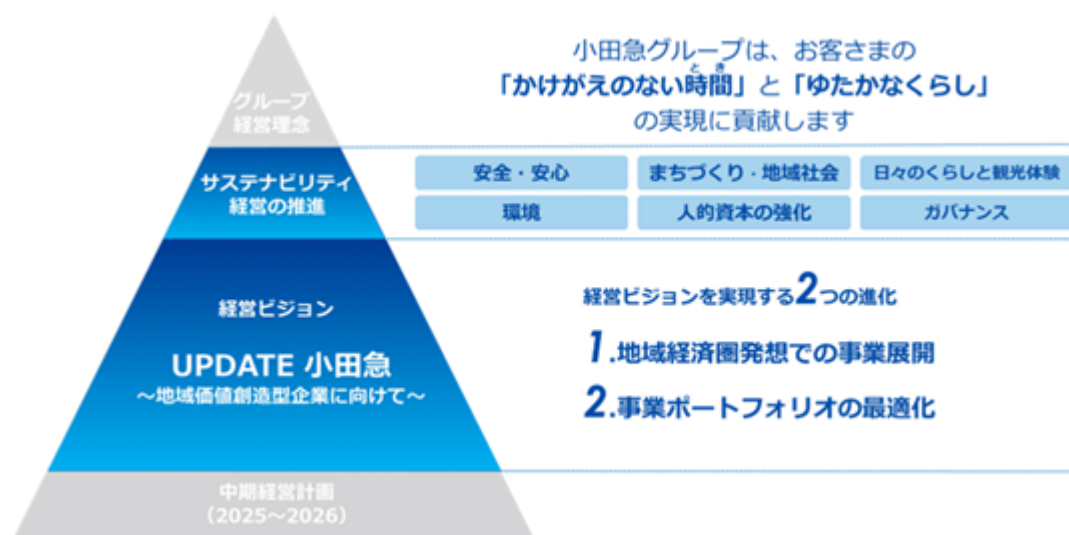 グループ
経営理念
小田急グループは、お客さまの
「かけがえのない時間」と「ゆたかなくらし」
とき
の実現に貢献します
サステナビリティ
経営の推進
安全・安心
まちづくり・地域社会
日々のくらしと観光体験
環境
人的資本の強化
ガバナンス
経営ビジョン
UPDATE 小田急
～地域価値創造型企業に向けて～
経営ビジョンを実現する2つの進化
1.地域経済圏発想での事業展開
2.事業ポートフォリオの最適化
中期経営計画
（2025～2026）